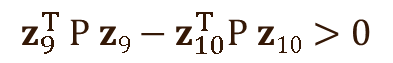 𝐳₉ᵀ P 𝐳₉ − 𝐳₁₀ᵀ P 𝐳₁₀ > 0